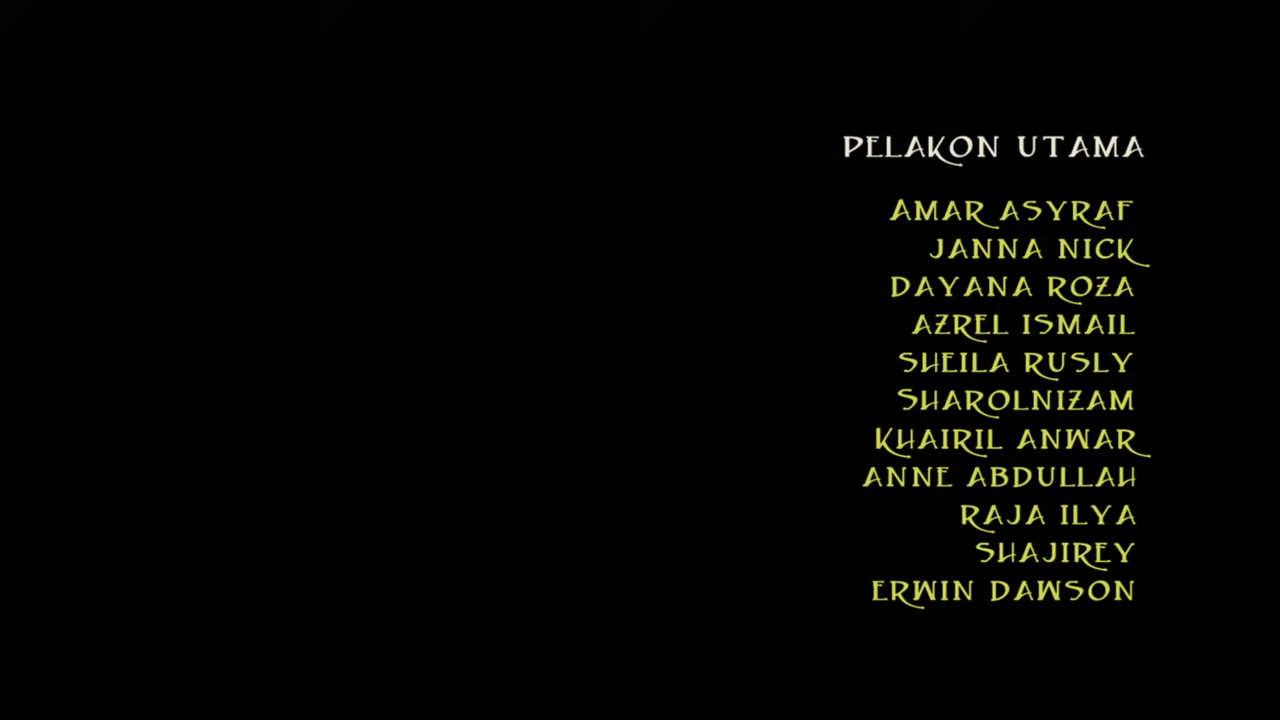 PELAKON UTAMA
AMAR ASYRAF
JANNA NICK
DAYANA ROZA
AZREL ISMAIL
SHEILA RUSLY
SHAROLNIZAM
KHAIRIL ANWAR
ANNE ABDULLAH
RAJA ILYA
SHAJIREY
ERWIN DAWSON